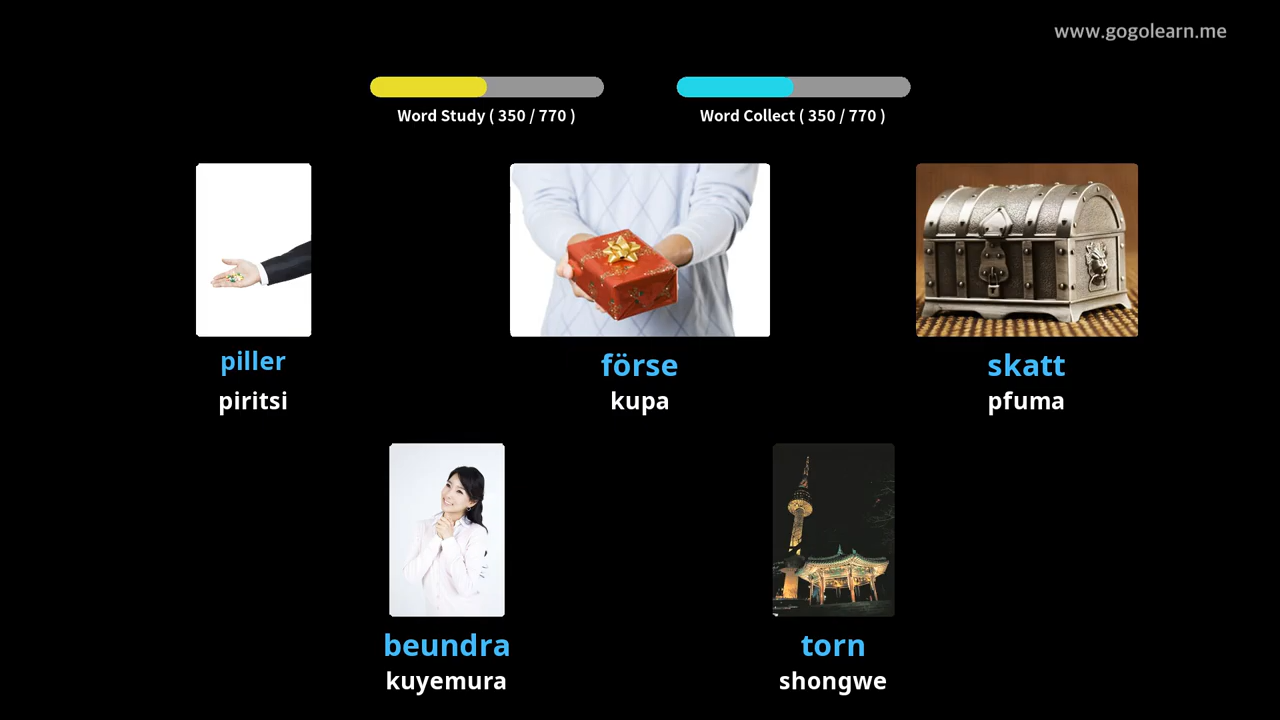 www.gogolearn.me
Word Study ( 350 / 770 )
Word Collect ( 350 / 770 )
piller
piritsi
förse
kupa
skatt
pfuma
beundra
kuyemura
torn
shongwe